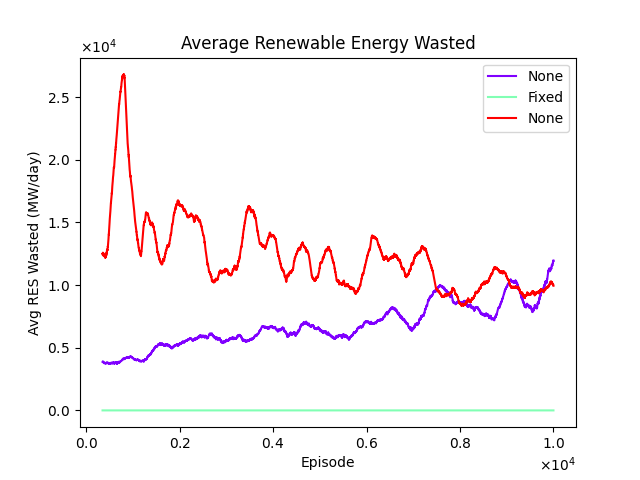 Average Renewable Energy Wasted
×10⁴
None
Fixed
None
2.5
2.0
1.5
1.0
0.5
0.0
Avg RES Wasted (MW/day)
0.0 0.2 0.4 0.6 0.8 1.0
Episode
×10⁴